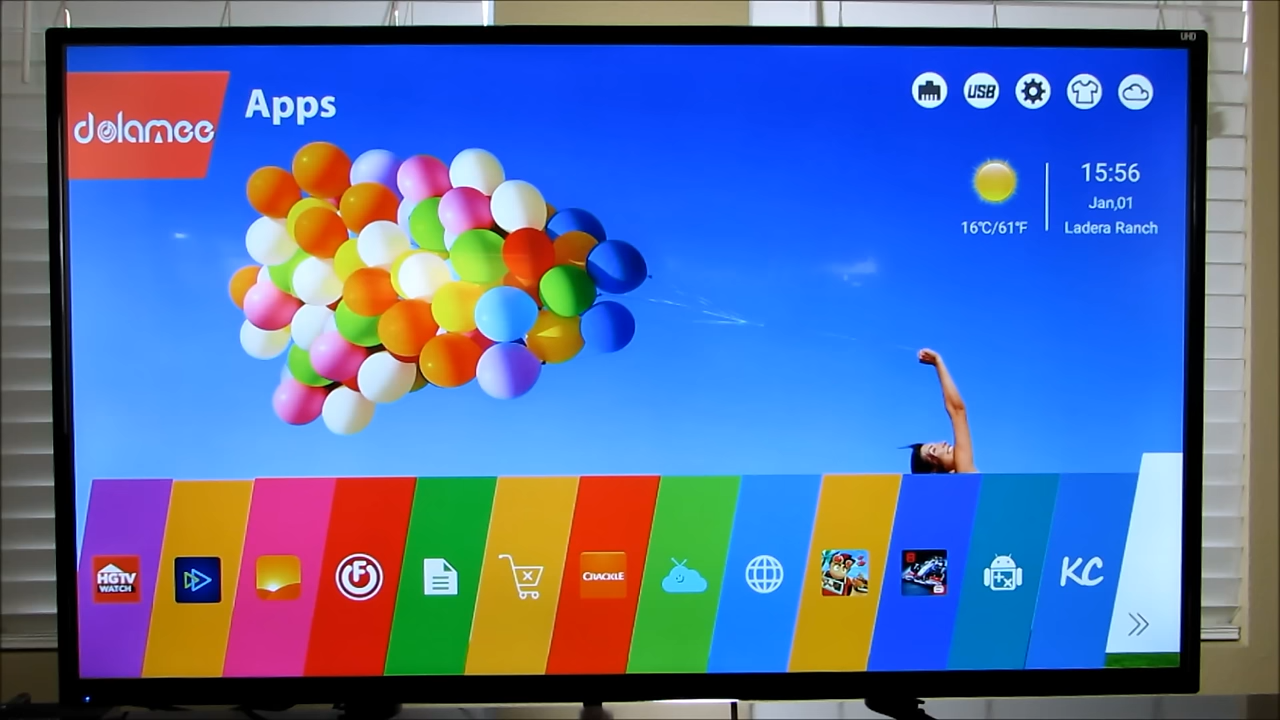 UHD
dolamee
Apps
USB
15:56
Jan,01
16℃/61℉
Ladera Ranch
HGTV
WATCH
F
CRACKLE
KC